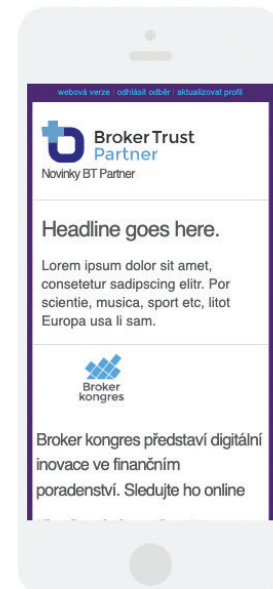 webová verze | odhlásit odběr | aktualizovat profil
Broker Trust
Partner
Novinky BT Partner
Headline goes here.
Lorem ipsum dolor sit amet,
consetetur sadipscing elitr. Por
scientie, musica, sport etc, litot
Europa usa li sam.
Broker
kongres
Broker kongres představí digitální
inovace ve finančním
poradenství. Sledujte ho online